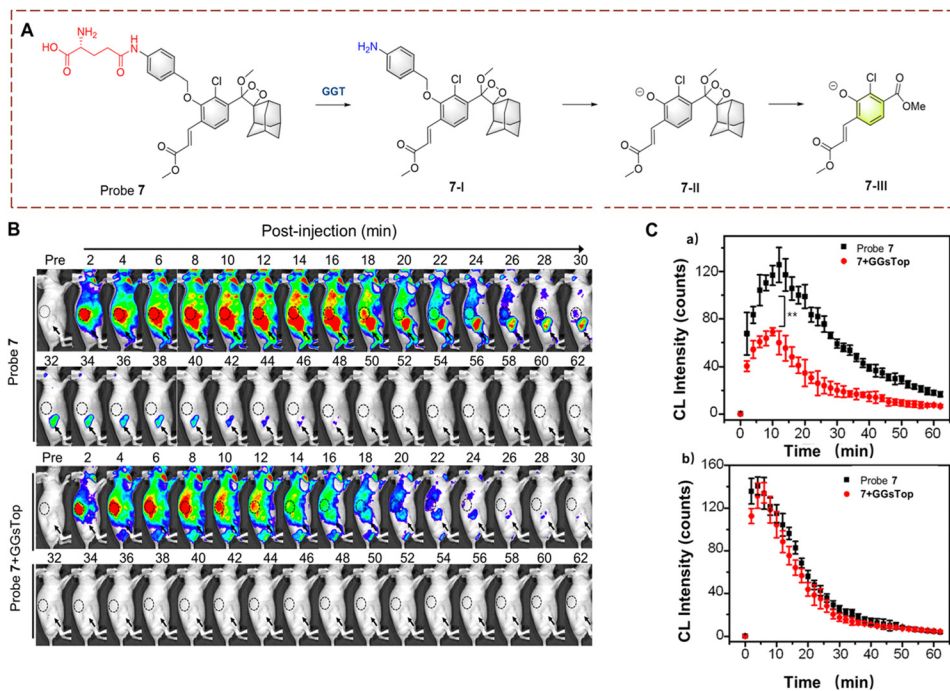 A
NH2
HO
O
O
H
N
O
Cl
O
O
O
O
O
Probe 7
GGT
H2N
O
Cl
O
O
O
O
O
7-I
O
Cl
O
O
O
O
O
7-II
O
Cl
O
OMe
O
O
7-III
B
Post-injection (min)
Pre 2 4 6 8 10 12 14 16 18 20 22 24 26 28 30
Probe 7
32 34 36 38 40 42 44 46 48 50 52 54 56 58 60 62
Pre 2 4 6 8 10 12 14 16 18 20 22 24 26 28 30
Probe 7+GGsTop
32 34 36 38 40 42 44 46 48 50 52 54 56 58 60 62
C
a)
CL Intensity (counts)
120
80
40
0
Probe 7
7+GGsTop
**
0 10 20 30 40 50 60
Time (min)
b)
CL Intensity (counts)
160
120
80
40
0
Probe 7
7+GGsTop
0 10 20 30 40 50 60
Time (min)